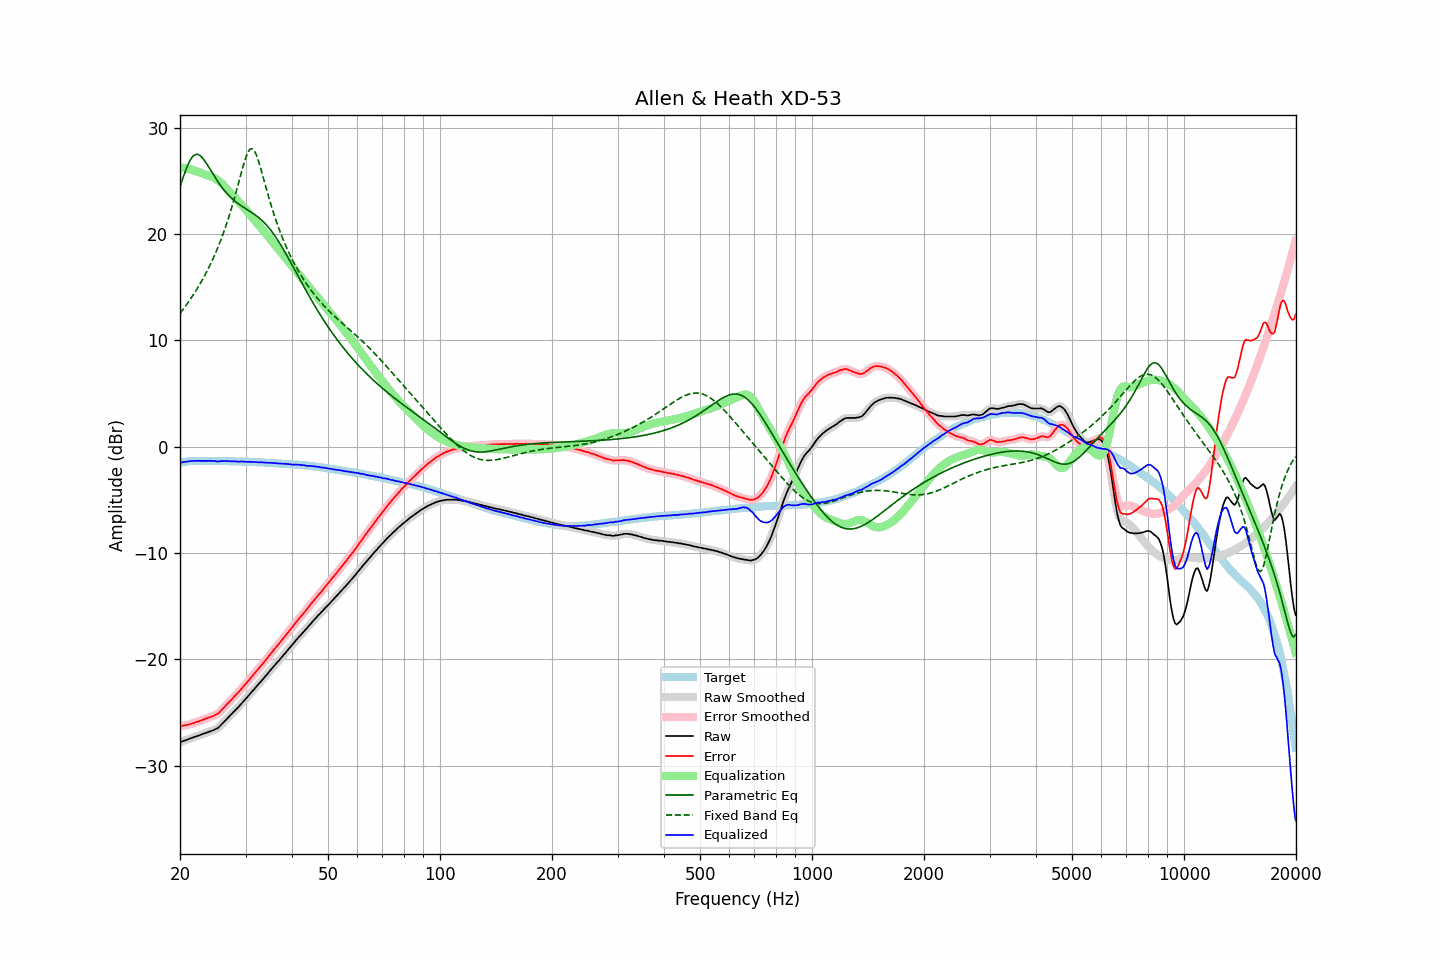 Allen & Heath XD-53
30
20
10
0
−10
−20
−30
Amplitude (dBr)
20
50
100
200
500
1000
2000
5000
10000
20000
Frequency (Hz)
Target
Raw Smoothed
Error Smoothed
Raw
Error
Equalization
Parametric Eq
Fixed Band Eq
Equalized